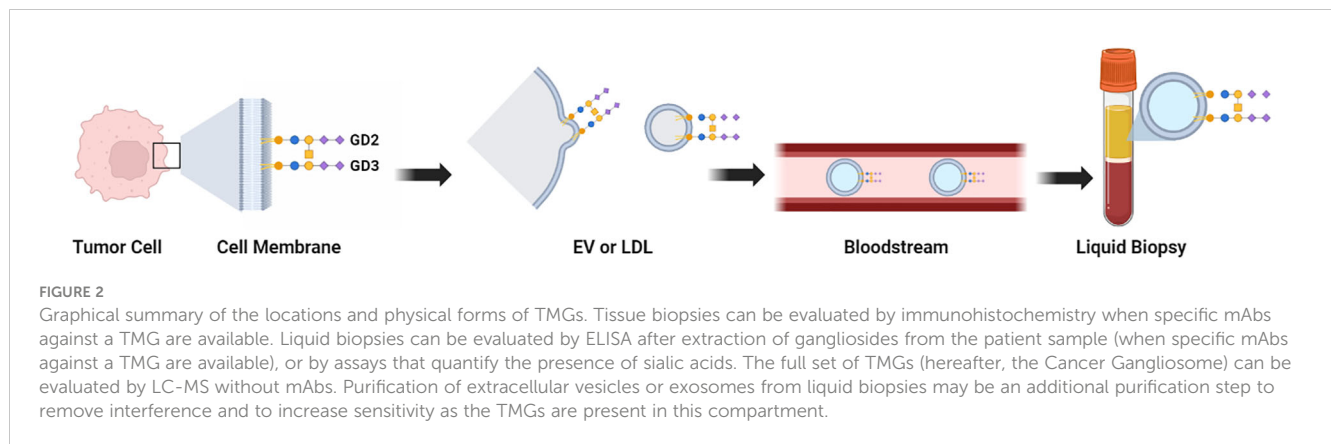 GD2
GD3
Tumor Cell
Cell Membrane
EV or LDL
Bloodstream
Liquid Biopsy
FIGURE 2
Graphical summary of the locations and physical forms of TMGs. Tissue biopsies can be evaluated by immunohistochemistry when specific mAbs
against a TMG are available. Liquid biopsies can be evaluated by ELISA after extraction of gangliosides from the patient sample (when specific mAbs
against a TMG are available), or by assays that quantify the presence of sialic acids. The full set of TMGs (hereafter, the Cancer Gangliosome) can be
evaluated by LC-MS without mAbs. Purification of extracellular vesicles or exosomes from liquid biopsies may be an additional purification step to
remove interference and to increase sensitivity as the TMGs are present in this compartment.